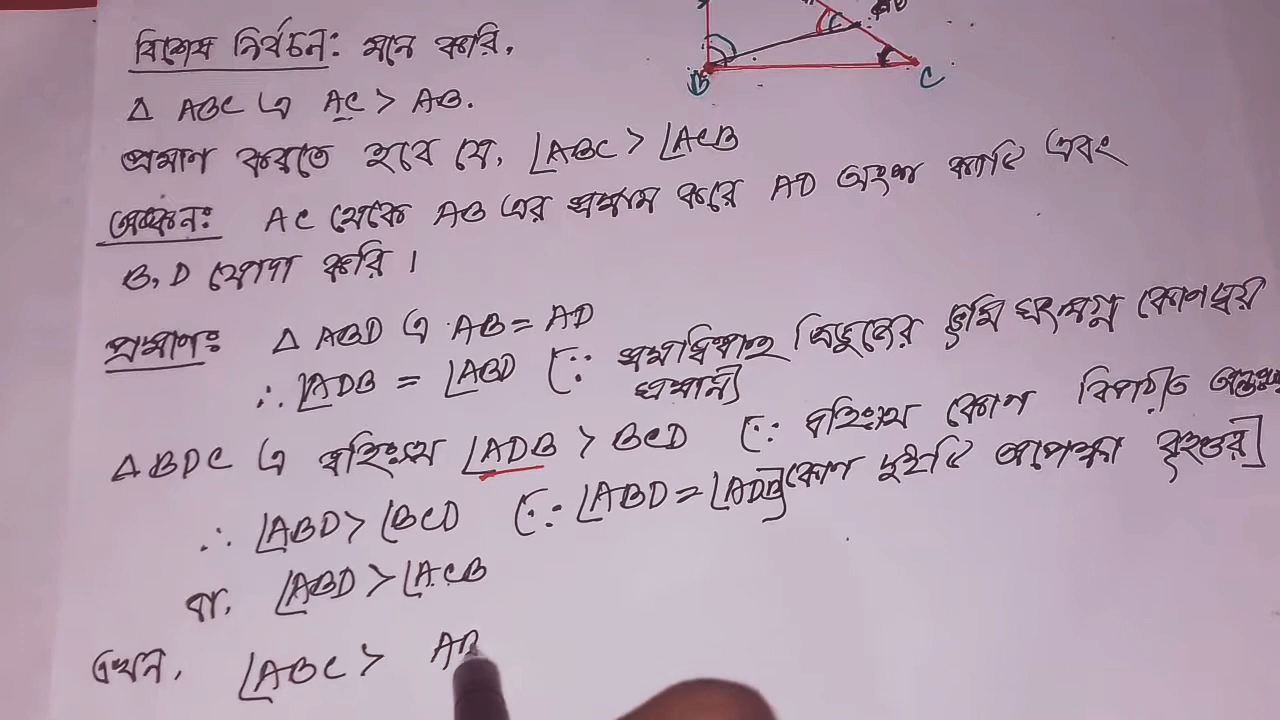 বিশেষ নির্বচন: মনে করি,
Δ ABC এ AC > AB.
প্রমাণ করতে হবে যে, ∠ABC > ∠ACB
অঙ্কন: AC থেকে AB এর সমান করে AD অংশ কাটি এবং
B, D যোগ করি।
প্রমাণ: Δ ABD এ AB = AD
∴ ∠ADB = ∠ABD [∵ সমদ্বিবাহু ত্রিভুজের ভূমি সংলগ্ন কোণদ্বয়
সমান]
ΔBDC এ বহিঃস্থ ∠ADB > BCD [∵ বহিঃস্থ কোণ বিপরীত অন্তঃস্থ
কোণ দুইটি অপেক্ষা বৃহত্তর]
∴ ∠ABD > ∠BCD [∵ ∠ABD = ∠ADB]
বা, ∠ABD > ∠ACB
এখন, ∠ABC > AB
B
C